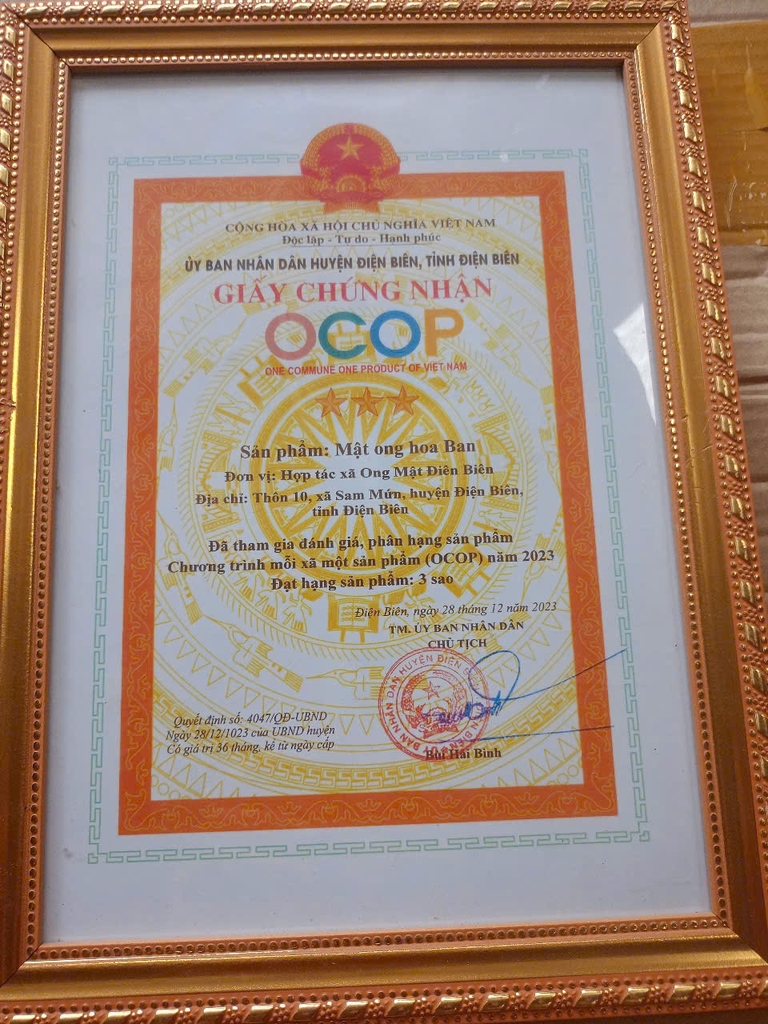 CỘNG HÒA XÃ HỘI CHỦ NGHĨA VIỆT NAM
Độc lập - Tự do - Hạnh phúc
ỦY BAN NHÂN DÂN HUYỆN ĐIỆN BIÊN, TỈNH ĐIỆN BIÊN
GIẤY CHỨNG NHẬN
OCOP
ONE COMMUNE ONE PRODUCT OF VIET NAM
Sản phẩm: Mật ong hoa Ban
Đơn vị: Hợp tác xã Ong Mật Điện Biên
Địa chỉ: Thôn 10, xã Sam Mứn, huyện Điện Biên,
tỉnh Điện Biên
Đã tham gia đánh giá, phân hạng sản phẩm
Chương trình mỗi xã một sản phẩm (OCOP) năm 2023
Đạt hạng sản phẩm: 3 sao
Điện Biên, ngày 28 tháng 12 năm 2023
TM. ỦY BAN NHÂN DÂN
CHỦ TỊCH
BAN NHÂN DÂN HUYỆN ĐIỆN
Quyết định số: 4047/QĐ-UBND
Ngày 28/12/1023 của UBND huyện
Có giá trị 36 tháng, kể từ ngày cấp
Bùi Hải Bình